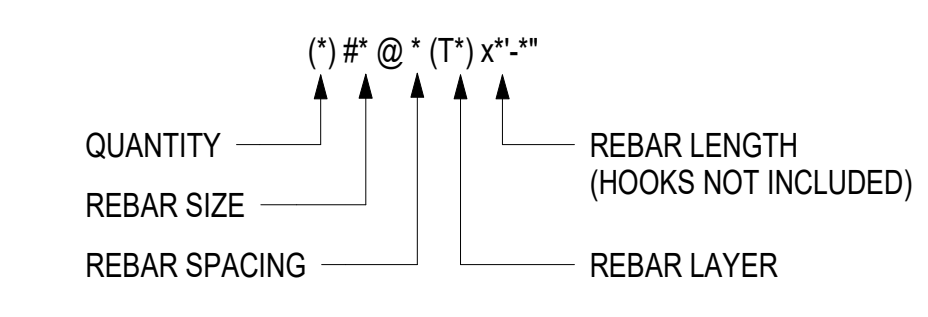 (*) #* @ * (T*) x*'-*"
QUANTITY
REBAR SIZE
REBAR SPACING
REBAR LENGTH
(HOOKS NOT INCLUDED)
REBAR LAYER